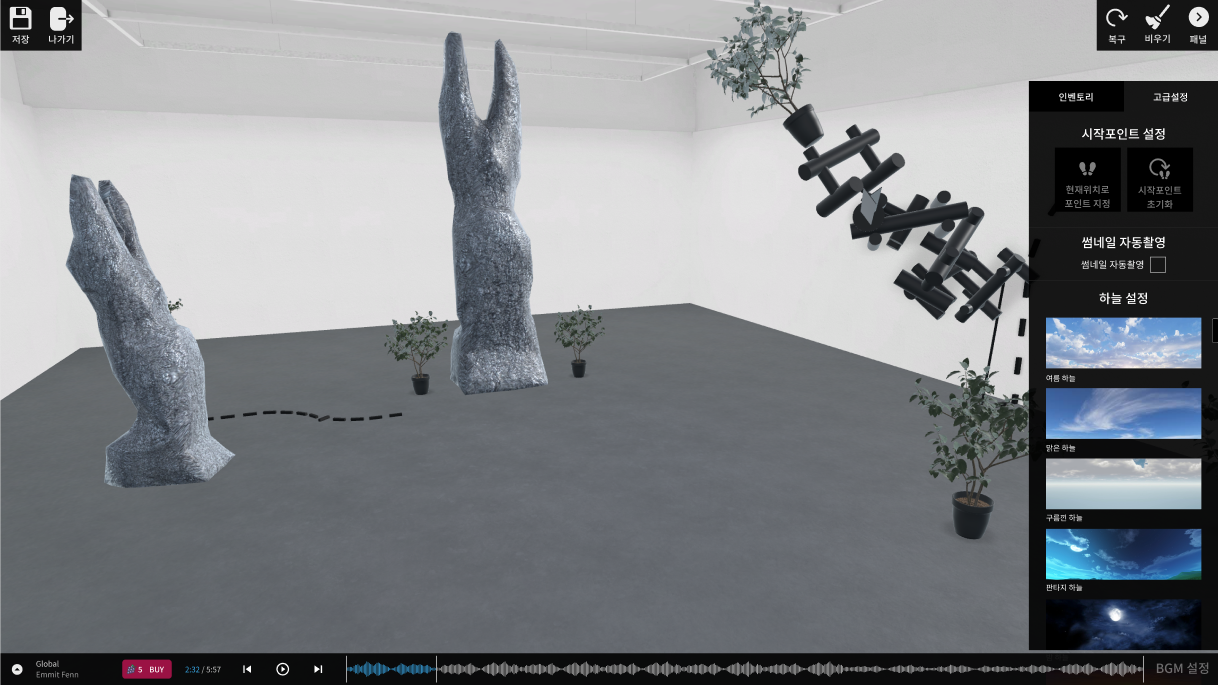 저장
나가기
복구
비우기
패널
인벤토리
고급설정
시작포인트 설정
현재위치로
포인트 지정
시작포인트
초기화
썸네일 자동촬영
썸네일 자동촬영
하늘 설정
여름 하늘
맑은 하늘
구름낀 하늘
판타지 하늘
Global
Emmit Fenn
5 BUY
2:32 / 5:57
BGM 설정